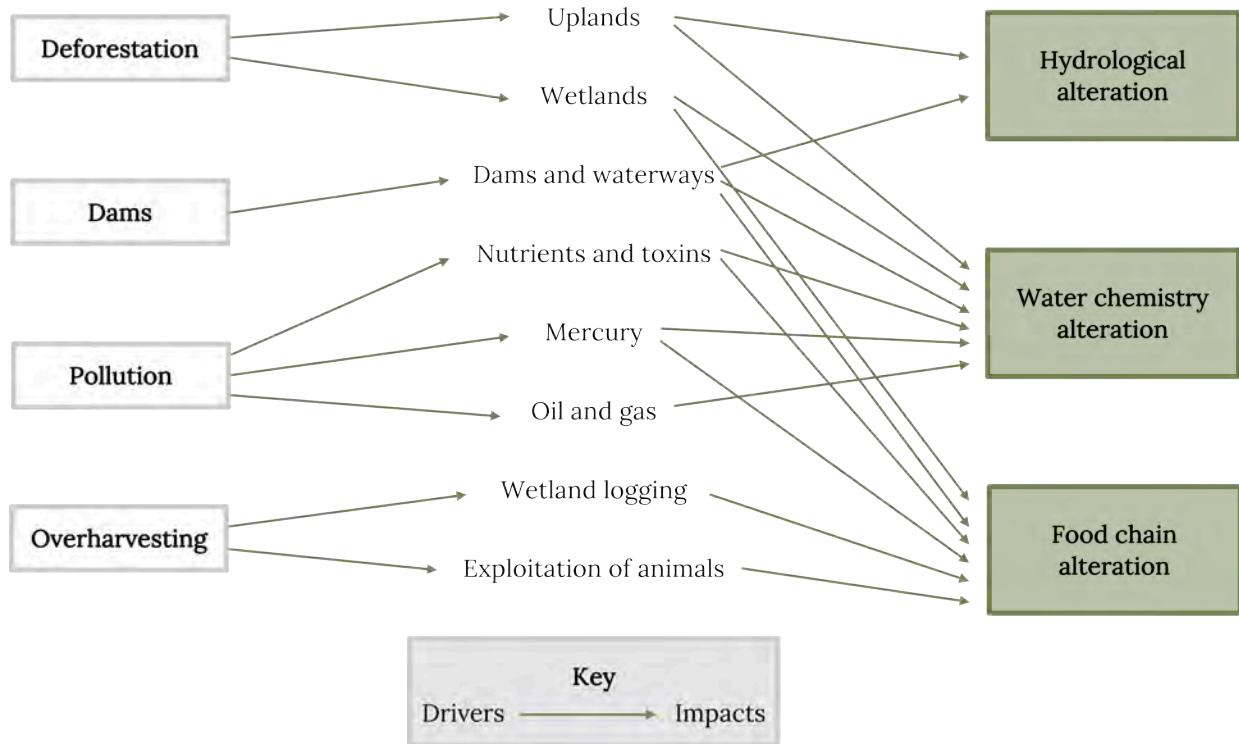 Deforestation
Dams
Pollution
Overharvesting
Uplands
Wetlands
Dams and waterways
Nutrients and toxins
Mercury
Oil and gas
Wetland logging
Exploitation of animals
Hydrological
alteration
Water chemistry
alteration
Food chain
alteration
Key
Drivers Impacts